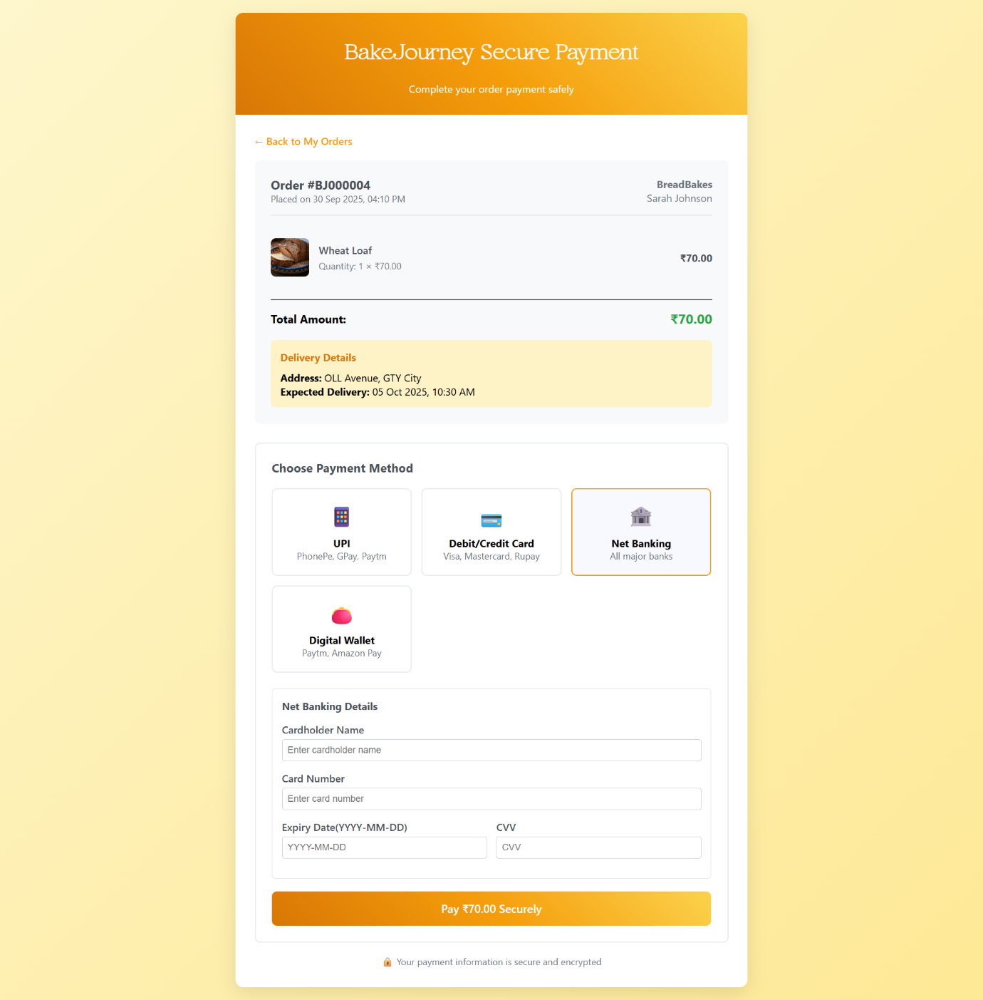 BakeJourney Secure Payment
Complete your order payment safely
← Back to My Orders
Order #BJ000004
BreadBakes
Placed on 30 Sep 2025, 04:10 PM
Sarah Johnson
Wheat Loaf
Quantity: 1 × ₹70.00
₹70.00
Total Amount:
₹70.00
Delivery Details
Address: OLL Avenue, GTY City
Expected Delivery: 05 Oct 2025, 10:30 AM
Choose Payment Method
UPI
PhonePe, GPay, Paytm
Debit/Credit Card
Visa, Mastercard, Rupay
Net Banking
All major banks
Digital Wallet
Paytm, Amazon Pay
Net Banking Details
Cardholder Name
Enter cardholder name
Card Number
Enter card number
Expiry Date(YYYY-MM-DD)
YYYY-MM-DD
CVV
CVV
Pay ₹70.00 Securely
🔒 Your payment information is secure and encrypted